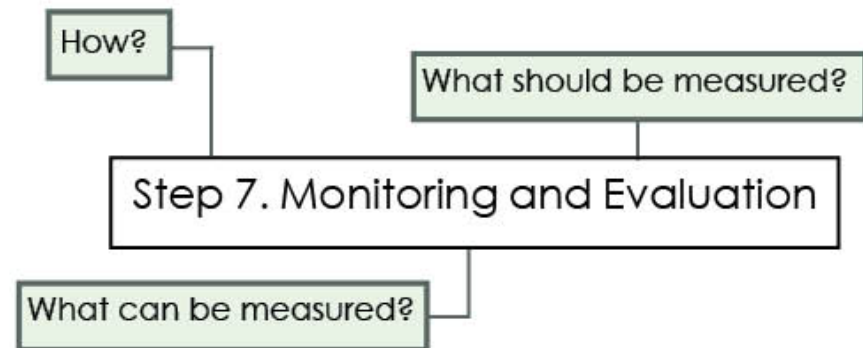 How?
What should be measured?
Step 7. Monitoring and Evaluation
What can be measured?